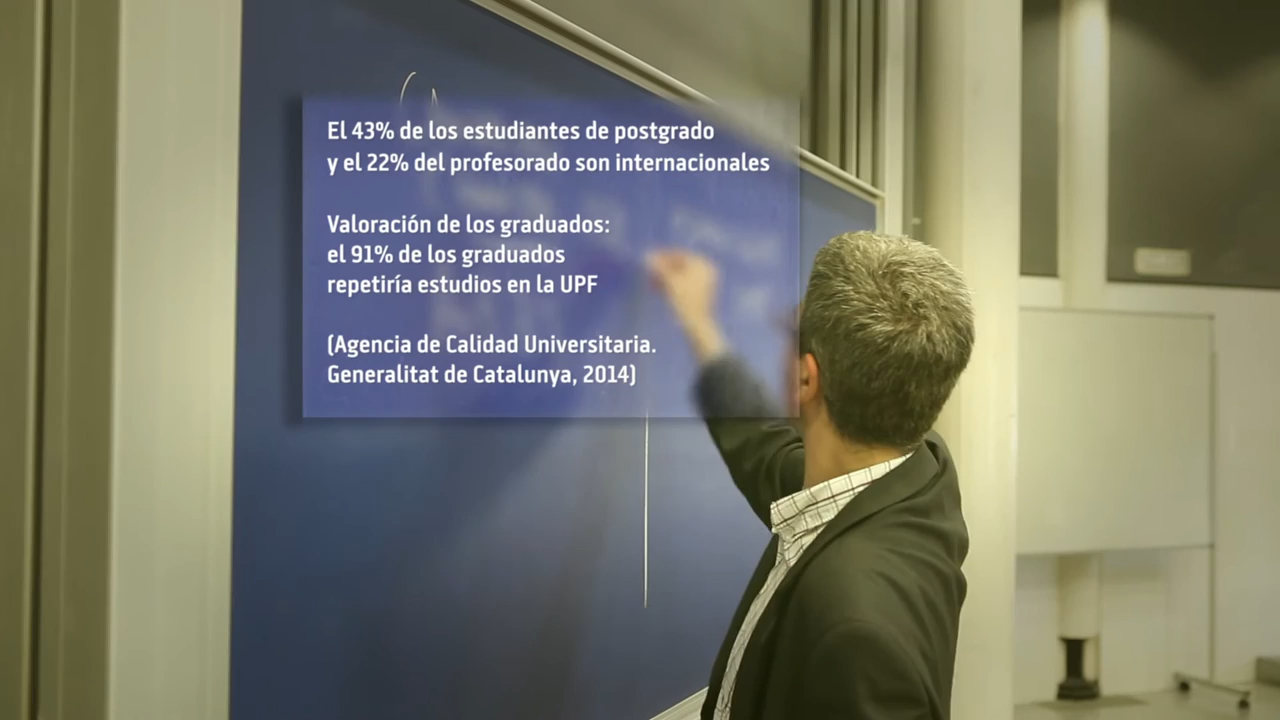 El 43% de los estudiantes de postgrado
y el 22% del profesorado son internacionales
Valoración de los graduados:
el 91% de los graduados
repetiría estudios en la UPF
(Agencia de Calidad Universitaria.
Generalitat de Catalunya, 2014)